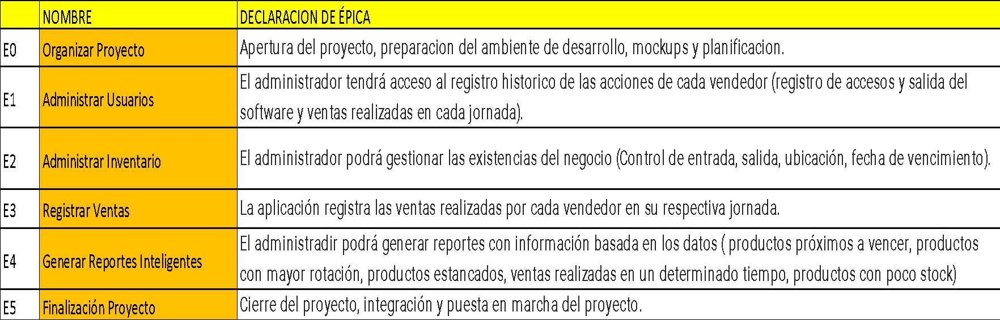 NOMBRE DECLARACION DE ÉPICA
E0 Organizar Proyecto Apertura del proyecto, preparacion del ambiente de desarrollo, mockups y planificacion.
E1 Administrar Usuarios El administrador tendrá acceso al registro historico de las acciones de cada vendedor (registro de accesos y salida del
software y ventas realizadas en cada jornada).
E2 Administrar Inventario El administrador podrá gestionar las existencias del negocio (Control de entrada, salida, ubicación, fecha de vencimiento).
E3 Registrar Ventas La aplicación registra las ventas realizadas por cada vendedor en su respectiva jornada.
E4 Generar Reportes Inteligentes El administradir podrá generar reportes con información basada en los datos ( productos próximos a vencer, productos
con mayor rotación, productos estancados, ventas realizadas en un determinado tiempo, productos con poco stock)
E5 Finalización Proyecto Cierre del proyecto, integración y puesta en marcha del proyecto.